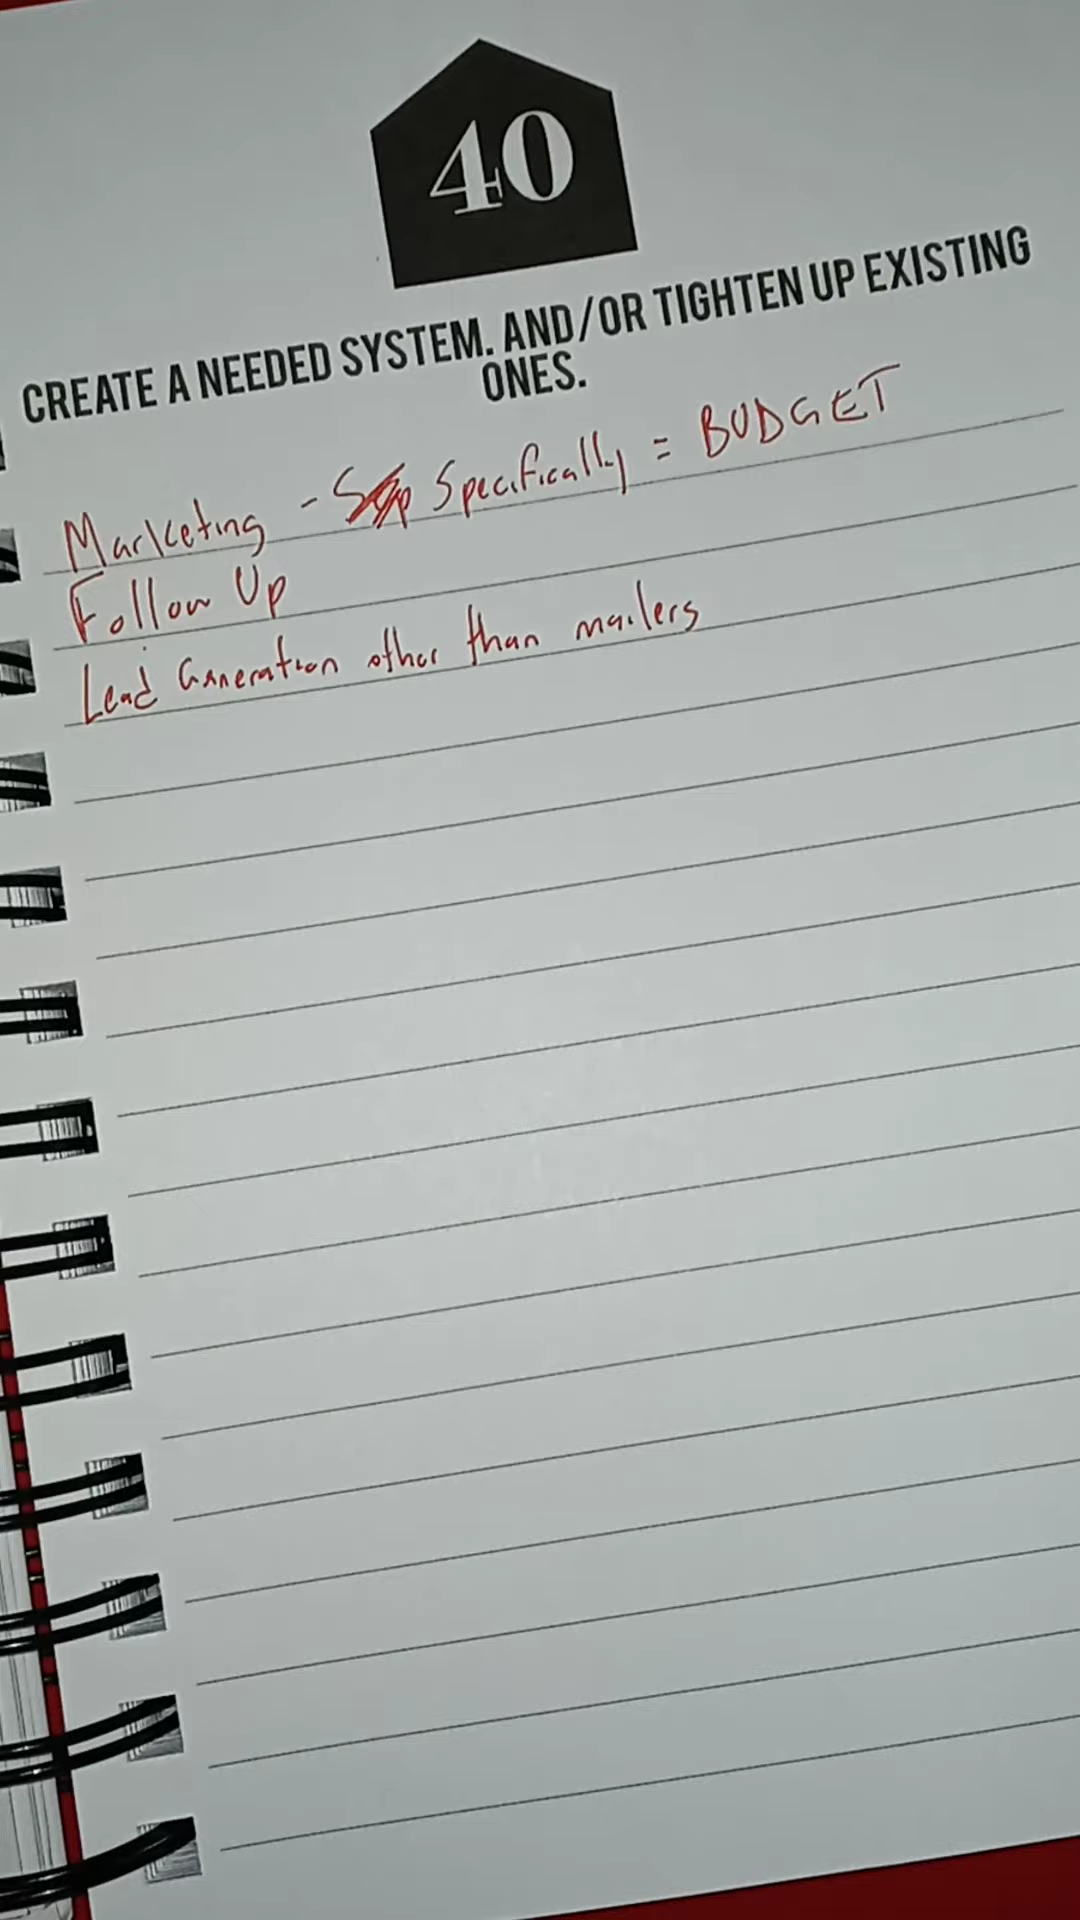 40
CREATE A NEEDED SYSTEM. AND/OR TIGHTEN UP EXISTING
ONES.
Marketing - Specifically = BUDGET
Follow Up
Lead Generation other than mailers